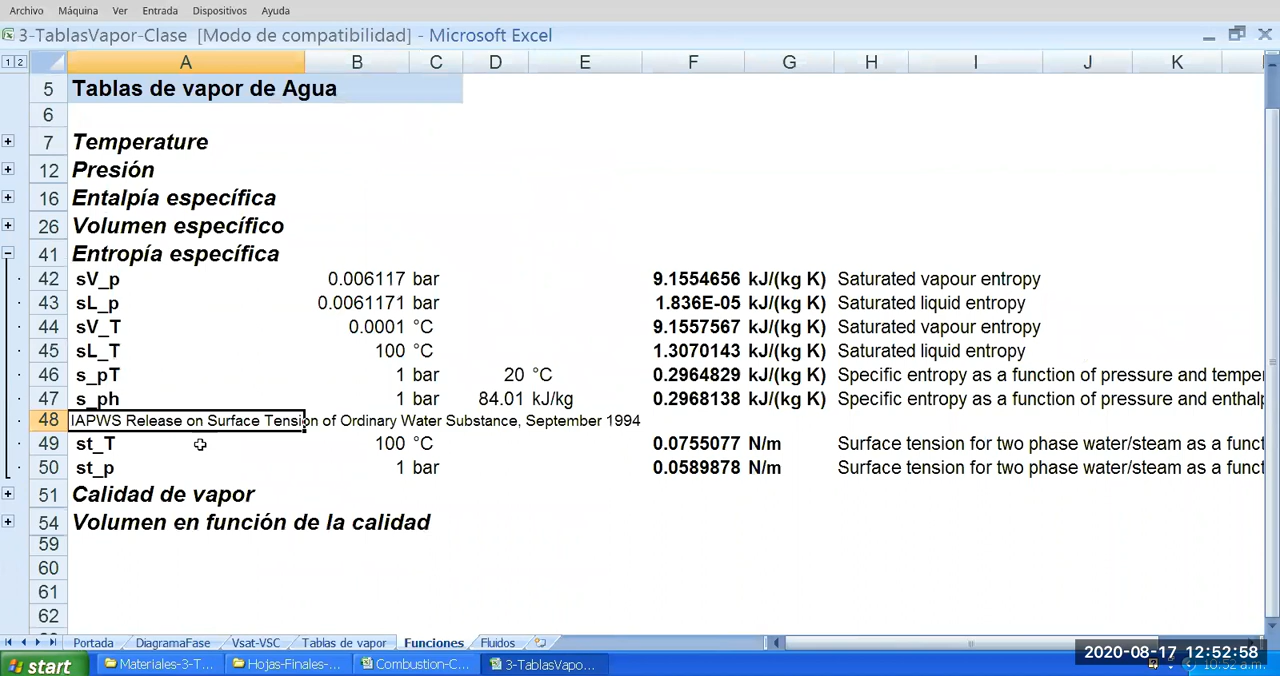 Archivo Máquina Ver Entrada Dispositivos Ayuda
3-TablasVapor-Clase [Modo de compatibilidad] - Microsoft Excel
1 2 A B C D E F G H I J K
5 Tablas de vapor de Agua
6
7 Temperature
12 Presión
16 Entalpía específica
26 Volumen específico
41 Entropía específica
42 sV_p 0.006117 bar 9.1554656 kJ/(kg K) Saturated vapour entropy
43 sL_p 0.0061171 bar 1.836E-05 kJ/(kg K) Saturated liquid entropy
44 sV_T 0.0001 °C 9.1557567 kJ/(kg K) Saturated vapour entropy
45 sL_T 100 °C 1.3070143 kJ/(kg K) Saturated liquid entropy
46 s_pT 1 bar 20 °C 0.2964829 kJ/(kg K) Specific entropy as a function of pressure and temper
47 s_ph 1 bar 84.01 kJ/kg 0.2968138 kJ/(kg K) Specific entropy as a function of pressure and enthal
48 IAPWS Release on Surface Tension of Ordinary Water Substance, September 1994
49 st_T 100 °C 0.0755077 N/m Surface tension for two phase water/steam as a funct
50 st_p 1 bar 0.0589878 N/m Surface tension for two phase water/steam as a funct
51 Calidad de vapor
54 Volumen en función de la calidad
59
60
61
62
Portada DiagramaFase Vsat-VSC Tablas de vapor Funciones Fluidos
start Materiales-3-T... Hojas-Finales-... Combustion-C... 3-TablasVapo...
2020-08-17 12:52:58
10:52 a.m.